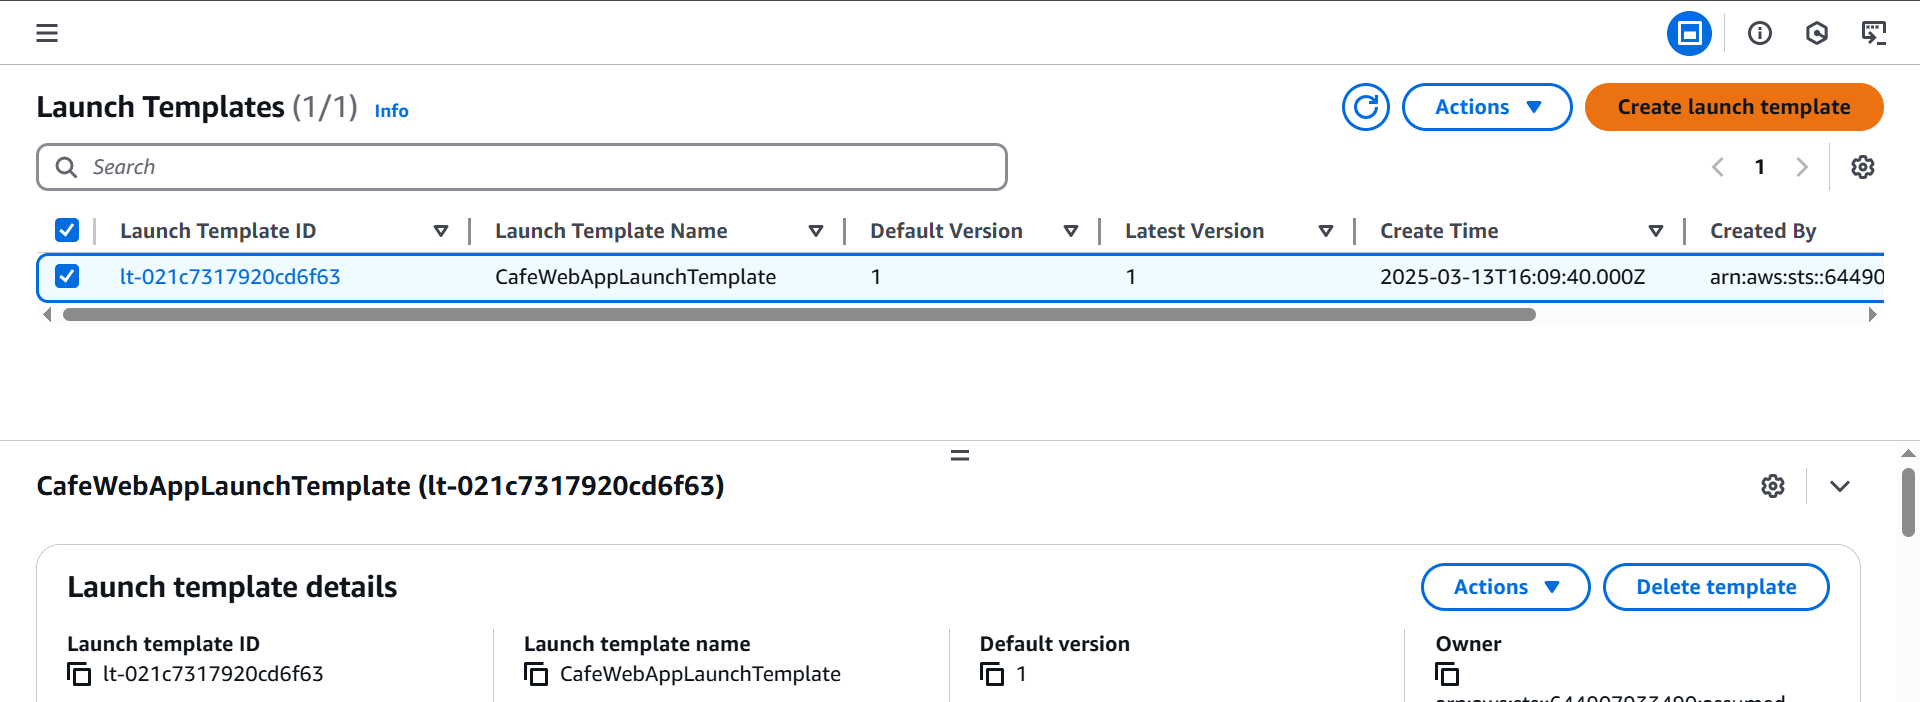 Launch Templates (1/1) Info
Actions
Create launch template
Search
1
Launch Template ID Launch Template Name Default Version Latest Version Create Time Created By
lt-021c7317920cd6f63 CafeWebAppLaunchTemplate 1 1 2025-03-13T16:09:40.000Z arn:aws:sts::64490
CafeWebAppLaunchTemplate (lt-021c7317920cd6f63)
Launch template details
Actions
Delete template
Launch template ID Launch template name Default version Owner
lt-021c7317920cd6f63 CafeWebAppLaunchTemplate 1